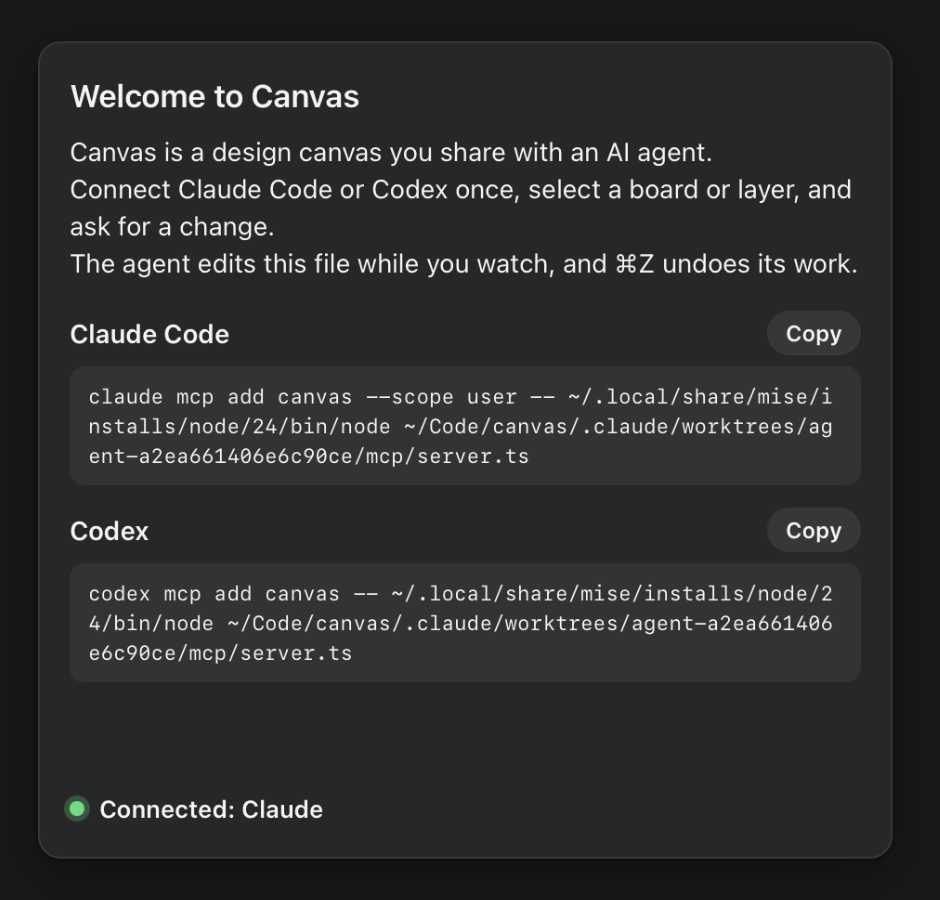 Welcome to Canvas
Canvas is a design canvas you share with an AI agent.
Connect Claude Code or Codex once, select a board or layer, and
ask for a change.
The agent edits this file while you watch, and ⌘Z undoes its work.
Claude Code
Copy
claude mcp add canvas --scope user -- ~/.local/share/mise/i
nstalls/node/24/bin/node ~/Code/canvas/.claude/worktrees/ag
ent-a2ea661406e6c90ce/mcp/server.ts
Codex
Copy
codex mcp add canvas -- ~/.local/share/mise/installs/node/2
4/bin/node ~/Code/canvas/.claude/worktrees/agent-a2ea661406
e6c90ce/mcp/server.ts
Connected: Claude